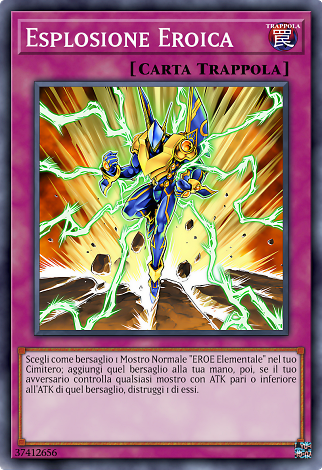 Esplosione Eroica
TRAPPOLA
罠
[Carta Trappola]
Scegli come bersaglio 1 Mostro Normale "EROE Elementale" nel tuo
Cimitero; aggiungi quel bersaglio alla tua mano, poi, se il tuo
avversario controlla qualsiasi mostro con ATK pari o inferiore
all'ATK di quel bersaglio, distruggi 1 di essi.
37412656